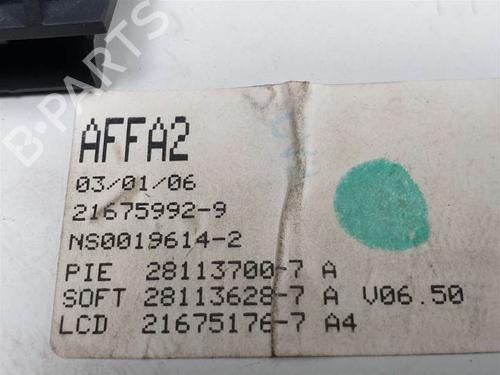 AFFA2
03/01/06
21675992-9
NS0019614-2
PIE 28113700-7 A
SOFT 28113628-7 A V06.50
LCD 21675176-7 A4
B-PARTS